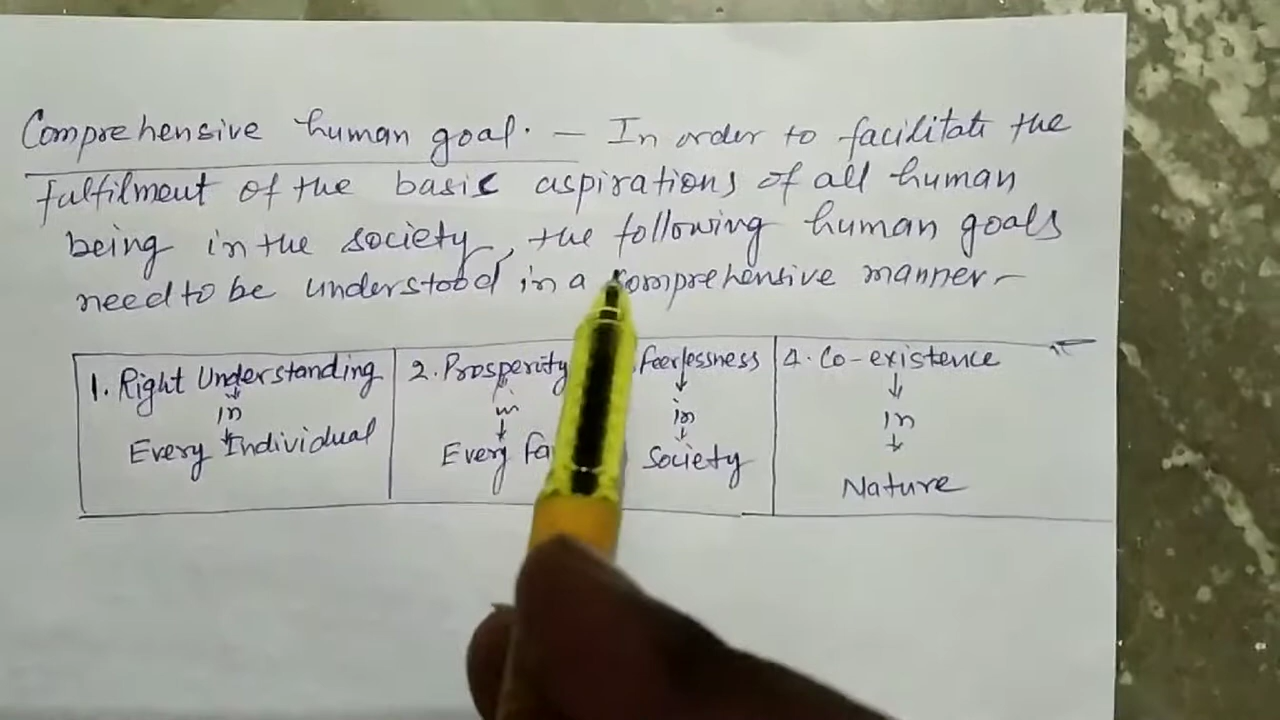 Comprehensive human goal. – In order to facilitate the
fulfilment of the basic aspirations of all human
being in the society, the following human goals
need to be understood in a comprehensive manner –
1. Right Understanding
in
Every Individual
2. Prosperity
in
Every
Feerlessness
in
Society
4. Co-existence
in
Nature